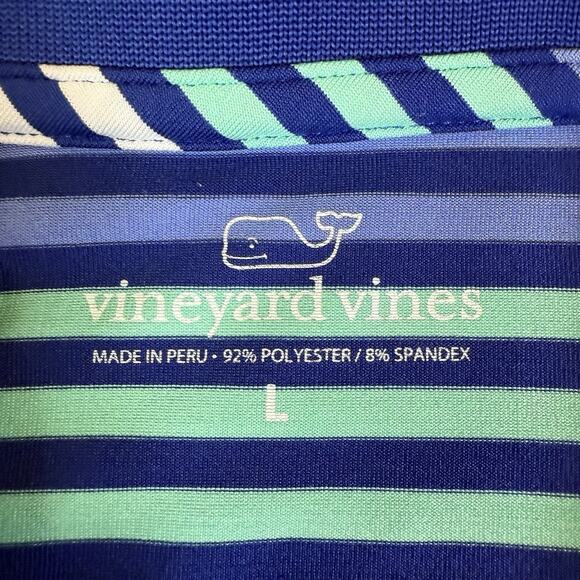 vineyard vines
MADE IN PERU • 92% POLYESTER / 8% SPANDEX
L